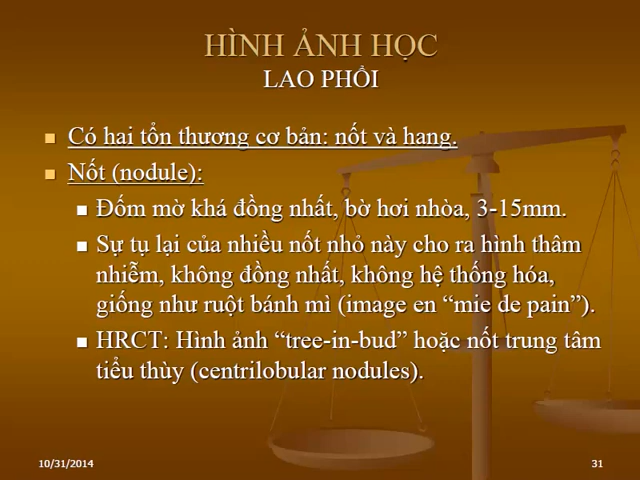 HÌNH ẢNH HỌC
LAO PHỔI
Có hai tổn thương cơ bản: nốt và hang.
Nốt (nodule):
Đốm mờ khá đồng nhất, bờ hơi nhòa, 3-15mm.
Sự tụ lại của nhiều nốt nhỏ này cho ra hình thâm
nhiễm, không đồng nhất, không hệ thống hóa,
giống như ruột bánh mì (image en “mie de pain”).
HRCT: Hình ảnh “tree-in-bud” hoặc nốt trung tâm
tiểu thùy (centrilobular nodules).
10/31/2014
31